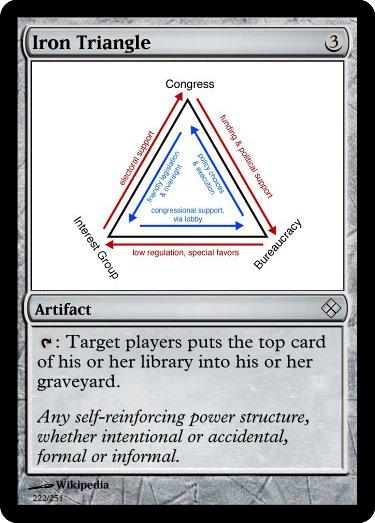 Iron Triangle
3
Congress
electoral support
funding & political support
friendly legislation
& oversight
policy choices
& execution
congressional support,
via lobby
Interest Group
Bureaucracy
low regulation, special favors
Artifact
: Target players puts the top card
of his or her library into his or her
graveyard.
Any self-reinforcing power structure,
whether intentional or accidental,
formal or informal.
Wikipedia
222/251